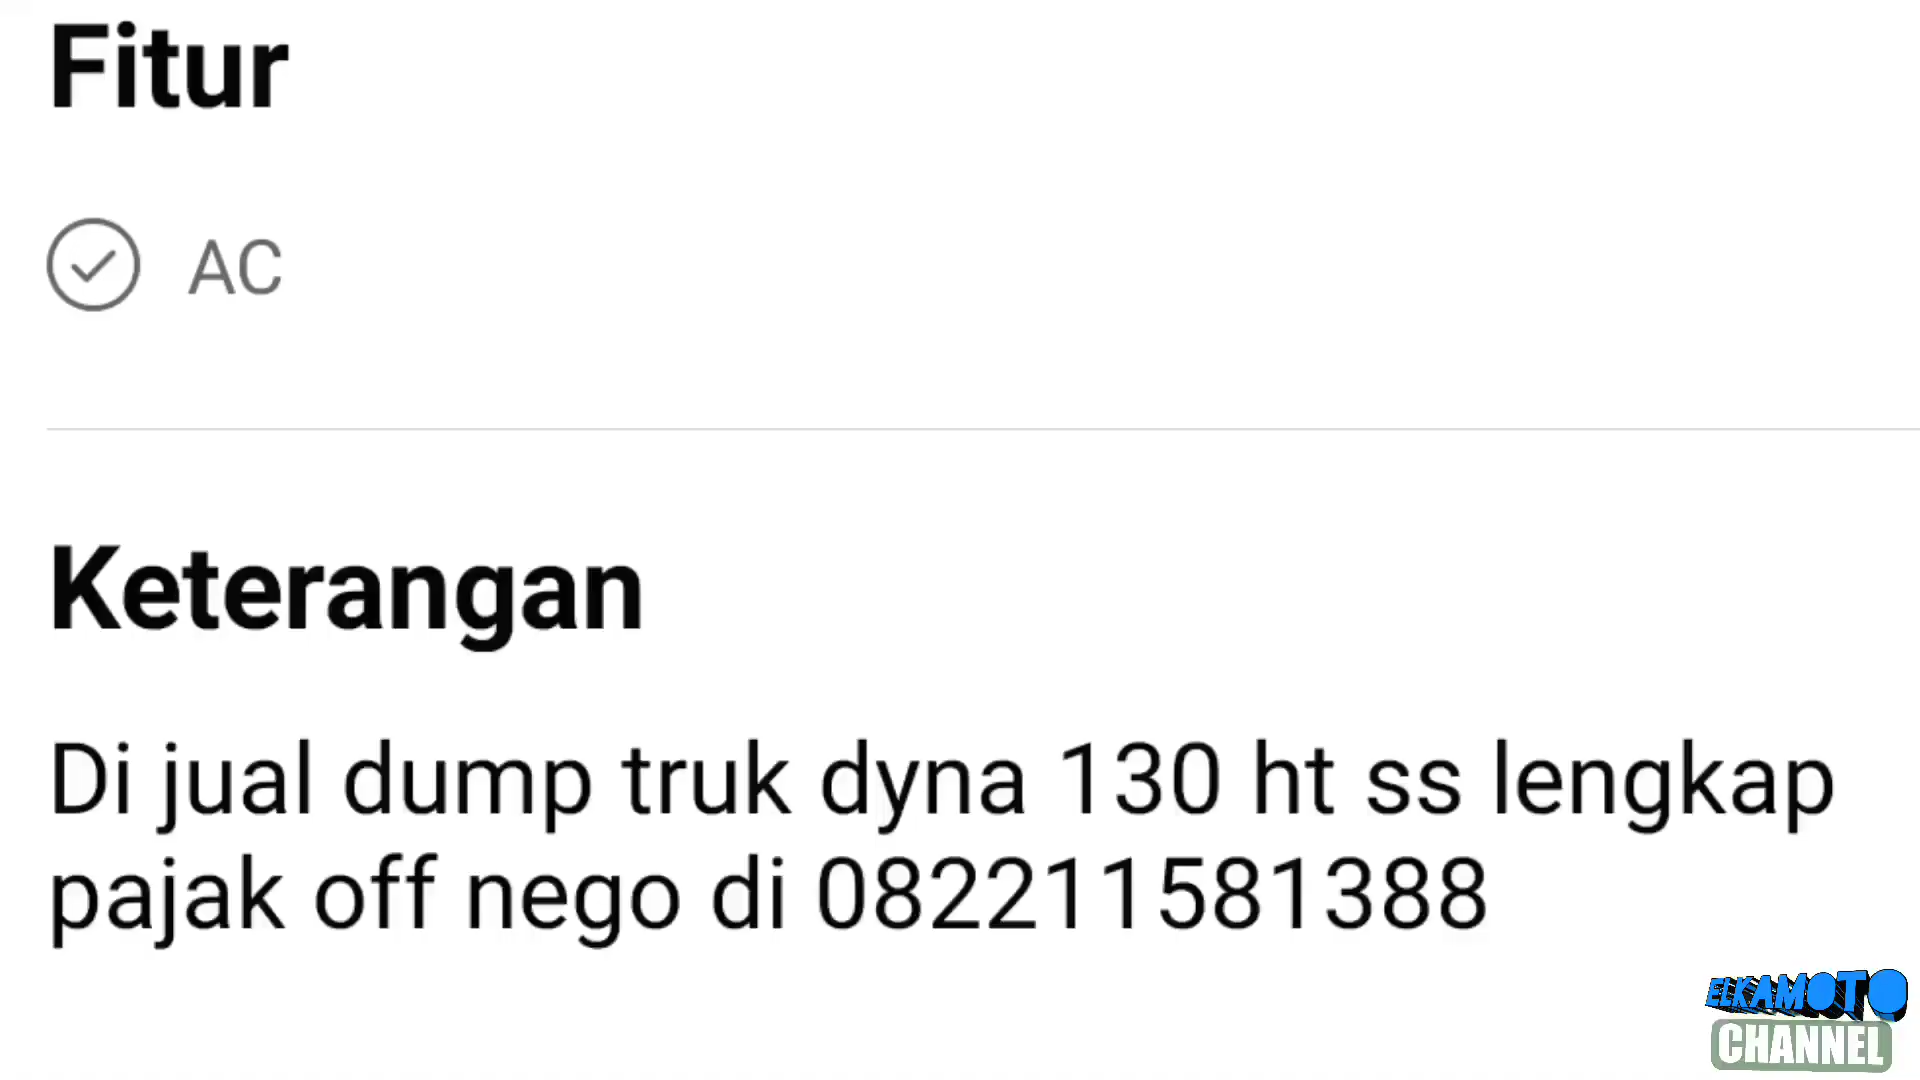 Fitur
AC
Keterangan
Di jual dump truk dyna 130 ht ss lengkap
pajak off nego di 082211581388
ELKAMOTO
CHANNEL